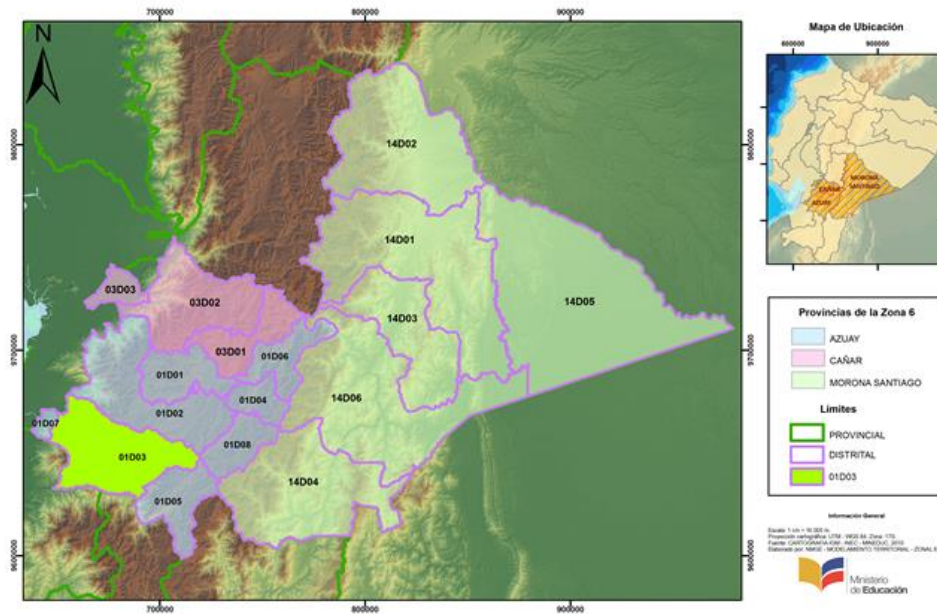 700000 800000 900000
N
9800000
9700000
9600000
14D02
14D01
14D05
03D03
03D02
14D03
03D01
01D06
01D01
01D04
14D06
01D02
01D07
01D08
01D03
14D04
01D05
9800000
9700000
9600000
700000 800000 900000
Mapa de Ubicación
600000 900000
CAÑAR
MORONA
SANTIAGO
AZUAY
Provincias de la Zona 6
AZUAY
CAÑAR
MORONA SANTIAGO
Límites
PROVINCIAL
DISTRITAL
01D03
Información General
Ministerio
de Educación